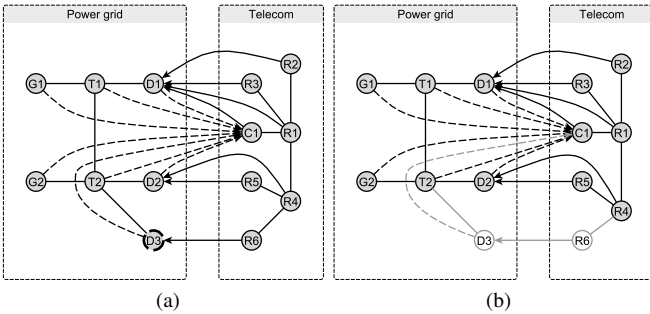 Power grid Telecom Power grid Telecom
R2 R2
G1 T1 D1 R3 G1 T1 D1 R3
C1 R1 C1 R1
G2 T2 D2 R5 G2 T2 D2 R5
R4 R4
D3 R6 D3 R6
(a) (b)